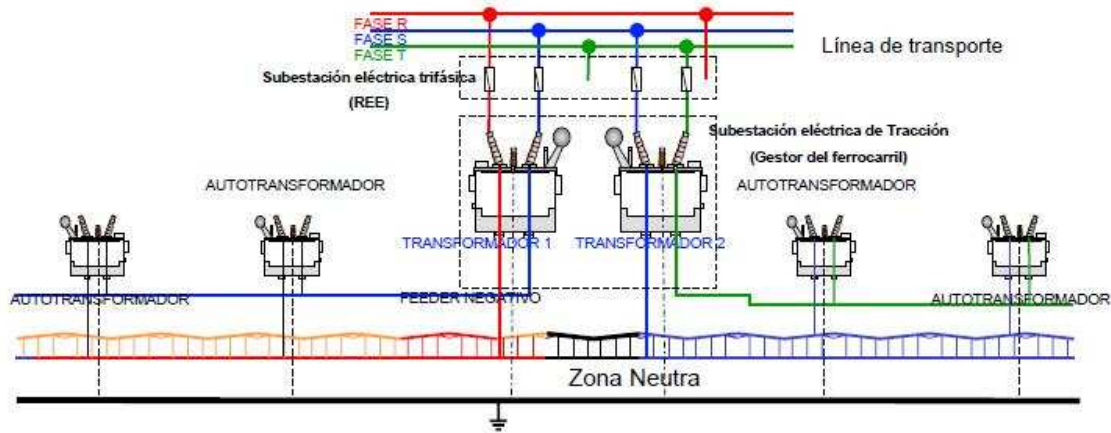 FASE R
FASE S
FASE T
Línea de transporte
Subestación eléctrica trifásica
(REE)
Subestación eléctrica de Tracción
(Gestor del ferrocarril)
AUTOTRANSFORMADOR
AUTOTRANSFORMADOR
TRANSFORMADOR 1
TRANSFORMADOR 2
AUTOTRANSFORMADOR
FEEDER NEGATIVO
AUTOTRANSFORMADOR
Zona Neutra